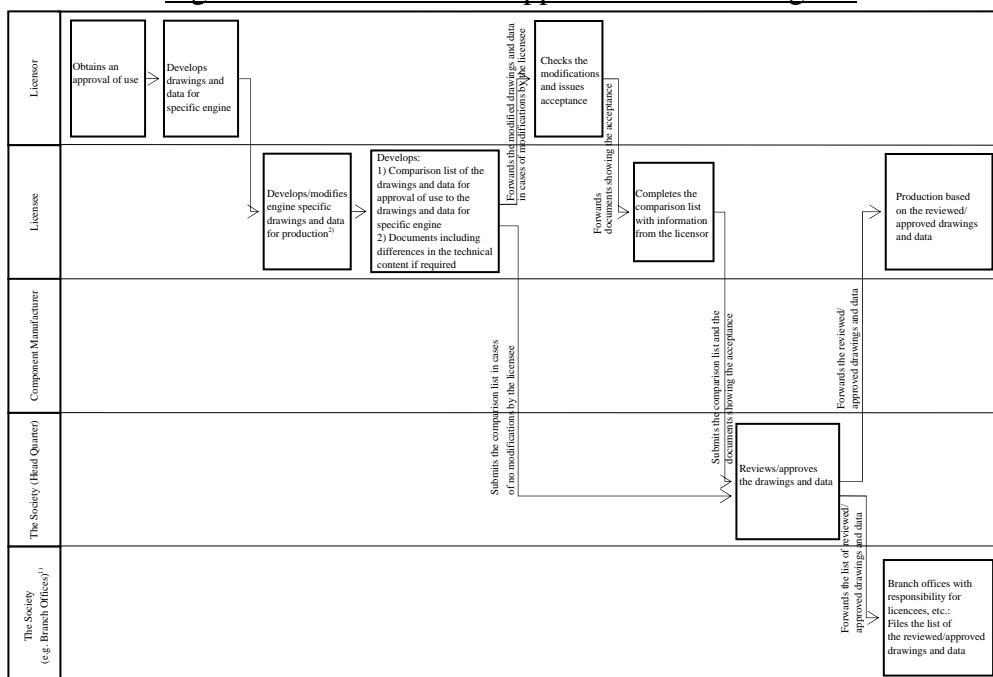 Licensor
Obtains an
approval of use
Develops
drawings and
data for
specific engine
Forwards the modified drawings and data
in cases of modifications by the licensee
Checks the
modifications
and issues
acceptance
Forwards
documents showing the acceptance
Licensee
Develops/modifies
engine specific
drawings and data
for production2)
Develops:
1) Comparison list of the
drawings and data for
approval of use to the
drawings and data for
specific engine
2) Documents including
differences in the technical
content if required
Completes the
comparison list
with information
from the licensor
Production based
on the reviewed/
approved drawings
and data
Component Manufacturer
Submits the comparison list in cases
of no modifications by the licensee
Submits the comparison list and the
documents showing the acceptance
Forwards the reviewed/
approved drawings and data
The Society (Head Quarter)
Reviews/approves
the drawings and data
Forwards the list of reviewed/
approved drawings and data
The Society
(e.g. Branch Offices)1)
Branch offices with
responsibility for
licencees, etc.:
Files the list of
the reviewed/approved
drawings and data